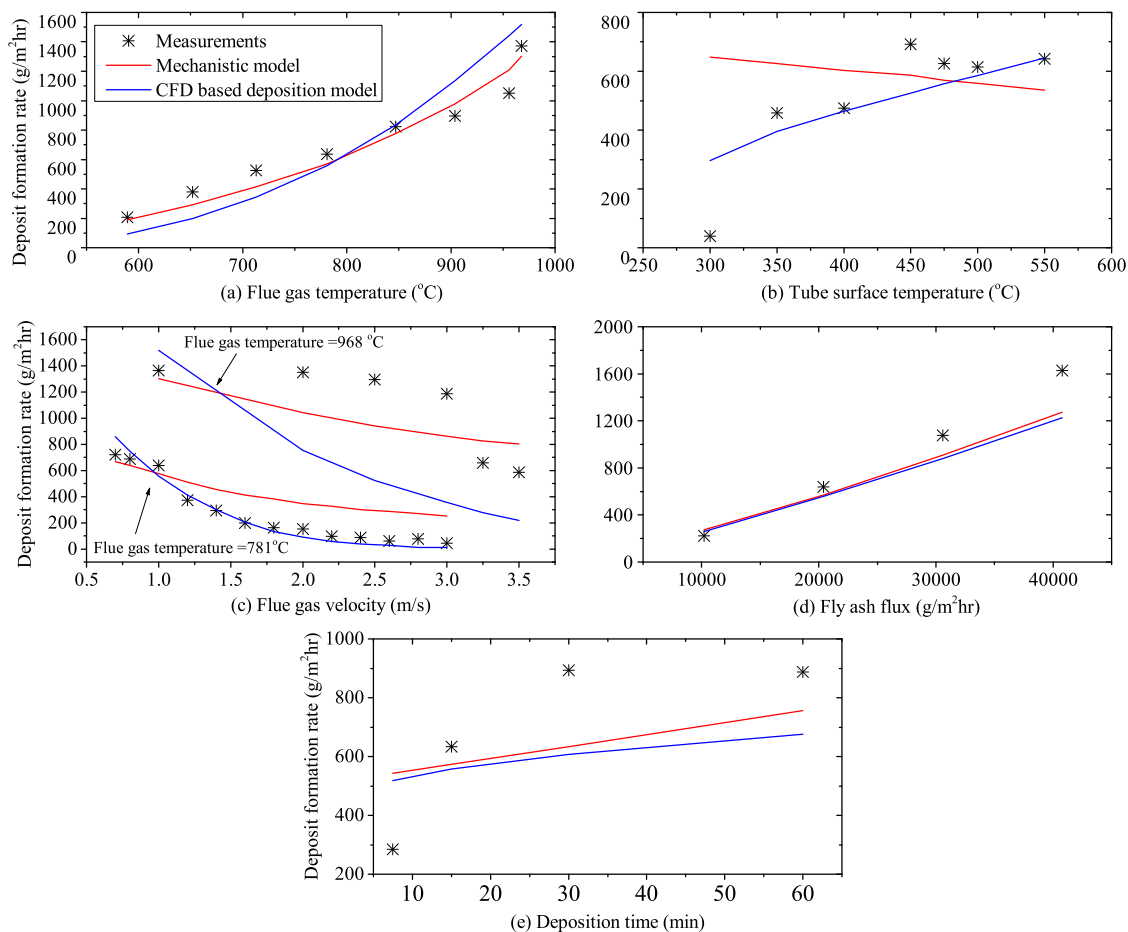 1600
1400
1200
1000
800
600
400
200
0
Deposit formation rate (g/m²hr)
Measurements
Mechanistic model
CFD based deposition model
600 700 800 900 1000
(a) Flue gas temperature (°C)
800
600
400
200
0
250 300 350 400 450 500 550 600
(b) Tube surface temperature (°C)
1600
1400
1200
1000
800
600
400
200
0
Deposit formation rate (g/m²hr)
Flue gas temperature =968 °C
Flue gas temperature =781°C
0.5 1.0 1.5 2.0 2.5 3.0 3.5
(c) Flue gas velocity (m/s)
2000
1600
1200
800
400
0
10000 20000 30000 40000
(d) Fly ash flux (g/m²hr)
1000
800
600
400
200
Deposit formation rate (g/m²hr)
10 20 30 40 50 60
(e) Deposition time (min)